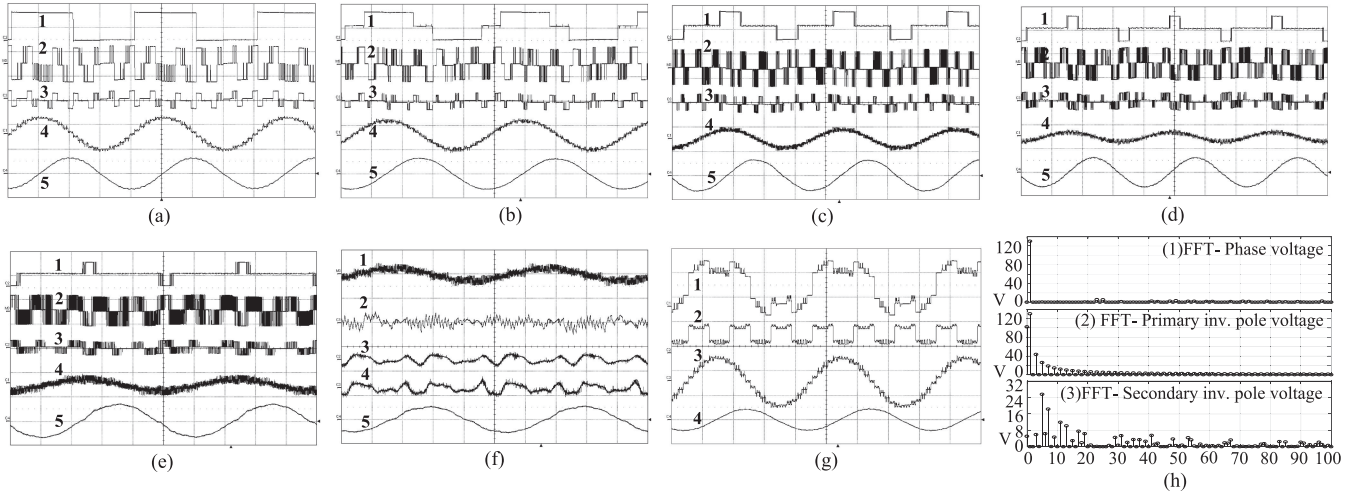 1
2
3
4
5
(a)
1
2
3
4
5
(b)
1
2
3
4
5
(c)
1
2
3
4
5
(d)
1
2
3
4
5
(e)
1
2
3
4
5
(f)
1
2
3
4
(g)
120
80
40
V 0
(1)FFT- Phase voltage
120
80
40
V 0
(2) FFT- Primary inv. pole voltage
32
24
16
8
V 0
(3)FFT- Secondary inv. pole voltage
0 10 20 30 40 50 60 70 80 90 100
(h)